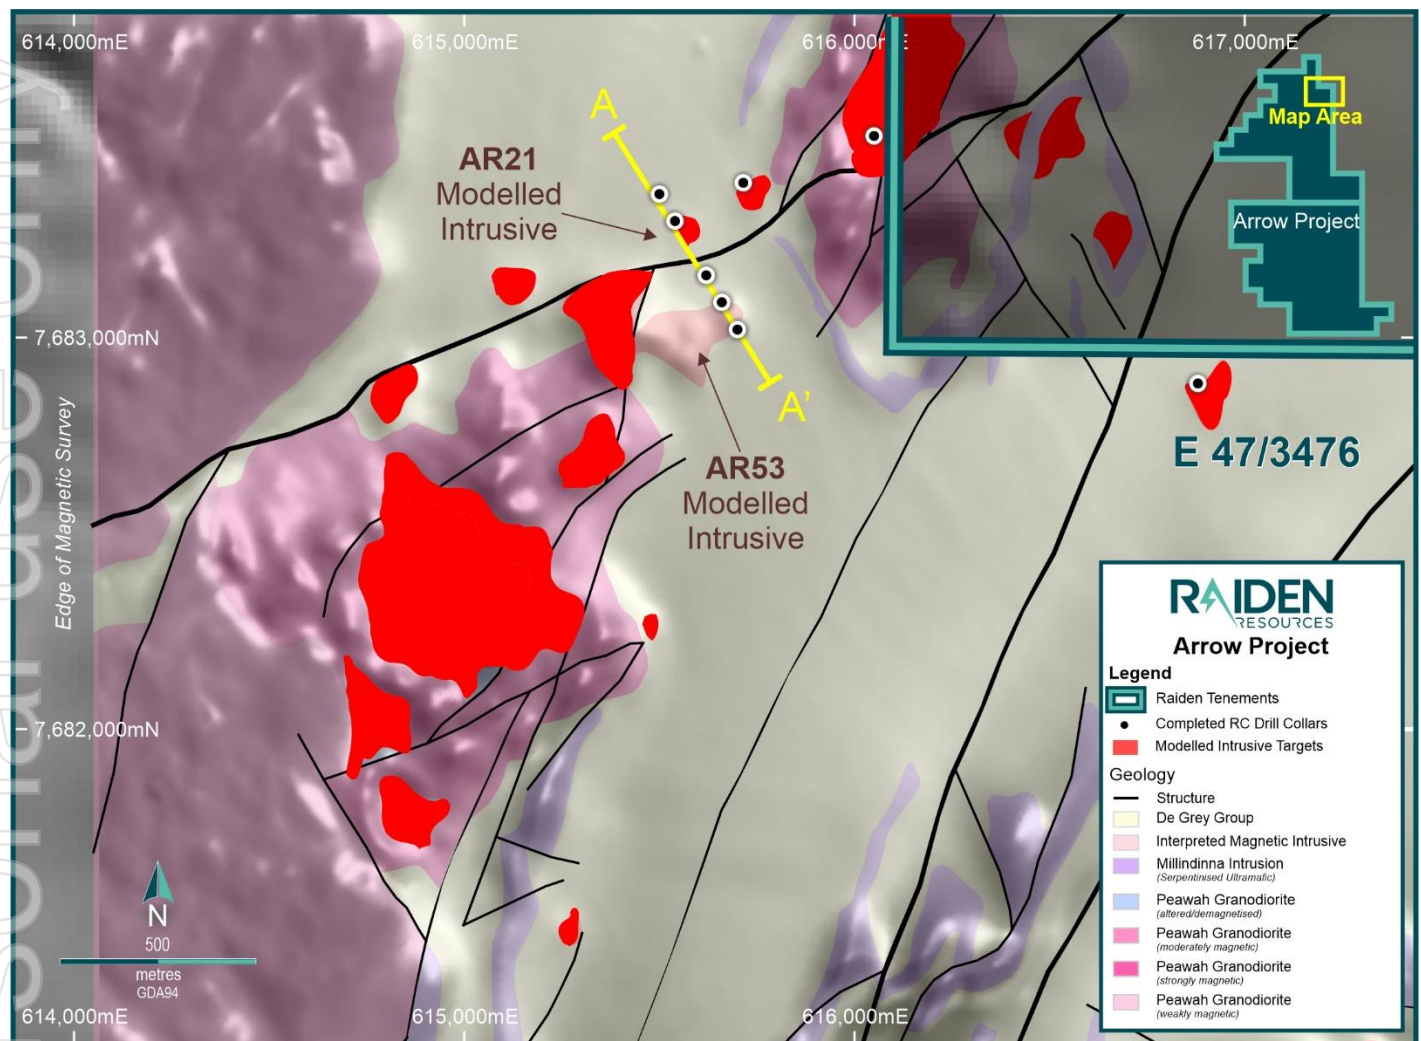 614,000mE
615,000mE
616,000mE
617,000mE
Map Area
Arrow Project
A
AR21
Modelled
Intrusive
7,683,000mN
A'
E 47/3476
AR53
Modelled
Intrusive
Edge of Magnetic Survey
7,682,000mN
N
500
metres
GDA94
614,000mE
615,000mE
616,000mE
RAIDEN
RESOURCES
Arrow Project
Legend
Raiden Tenements
Completed RC Drill Collars
Modelled Intrusive Targets
Geology
Structure
De Grey Group
Interpreted Magnetic Intrusive
Millindinna Intrusion
(Serpentinised Ultramafic)
Peawah Granodiorite
(altered/demagnetised)
Peawah Granodiorite
(moderately magnetic)
Peawah Granodiorite
(strongly magnetic)
Peawah Granodiorite
(weakly magnetic)